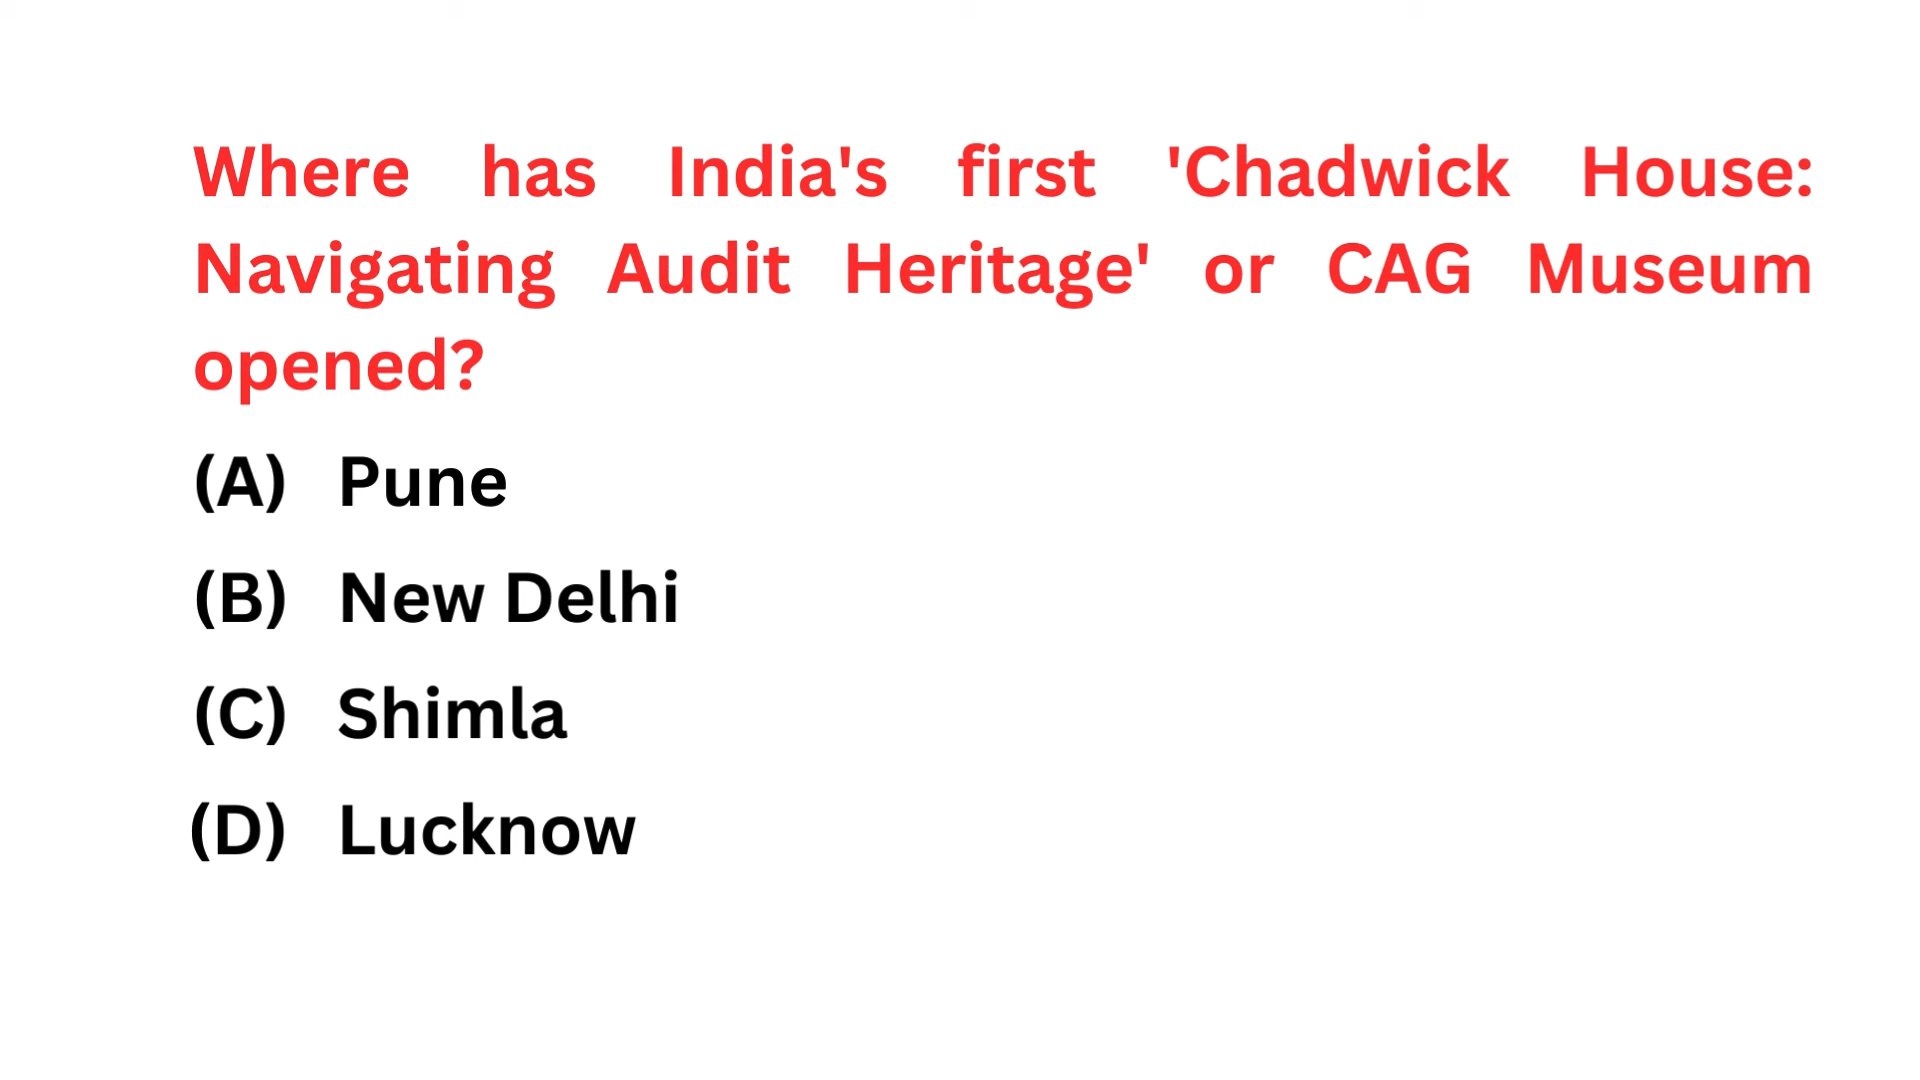 Where has India's first 'Chadwick House:
Navigating Audit Heritage' or CAG Museum
opened?
(A) Pune
(B) New Delhi
(C) Shimla
(D) Lucknow